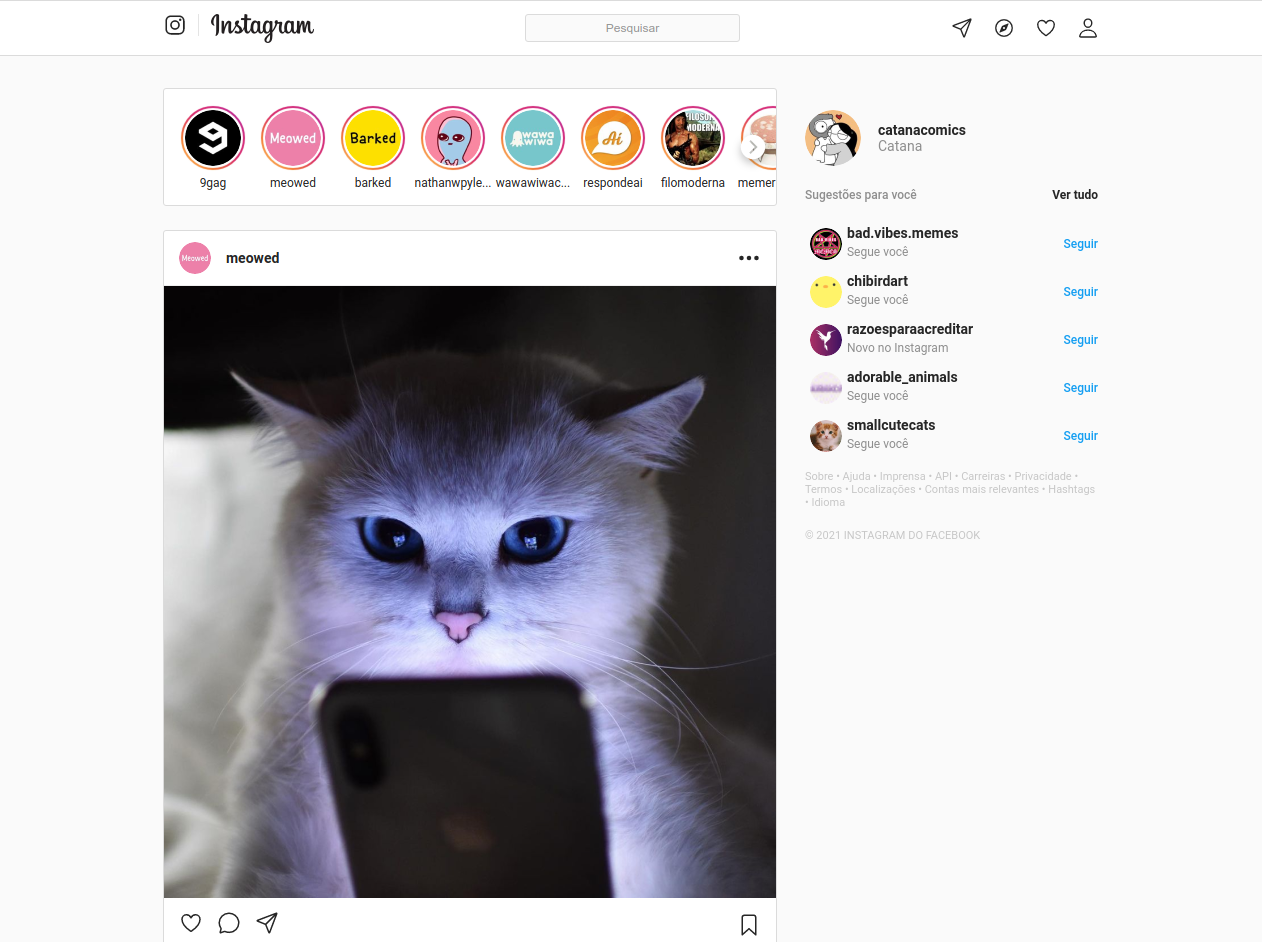 Instagram
Pesquisar
9
Meowed
Barked
wawa
wiwa
Aí
FILOSOFIA
MODERNA
9gag
meowed
barked
nathanwpyle...
wawawiwac...
respondeai
filomoderna
memer
catanacomics
Catana
Sugestões para você
Ver tudo
bad.vibes.memes
Segue você
Seguir
chibirdart
Segue você
Seguir
razoesparaacreditar
Novo no Instagram
Seguir
adorable_animals
Segue você
Seguir
smallcutecats
Segue você
Seguir
Sobre • Ajuda • Imprensa • API • Carreiras • Privacidade •
Termos • Localizações • Contas mais relevantes • Hashtags
• Idioma
© 2021 INSTAGRAM DO FACEBOOK
Meowed
meowed